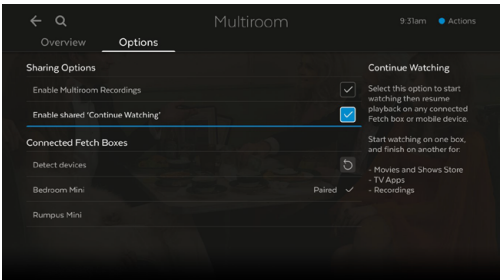 Multiroom
9:31am Actions
Overview Options
Sharing Options
Enable Multiroom Recordings
Enable shared 'Continue Watching'
Connected Fetch Boxes
Detect devices
Bedroom Mini Paired
Rumpus Mini
Continue Watching
Select this option to start
watching then resume
playback on any connected
Fetch box or mobile device.
Start watching on one box,
and finish on another for:
- Movies and Shows Store
- TV Apps
- Recordings